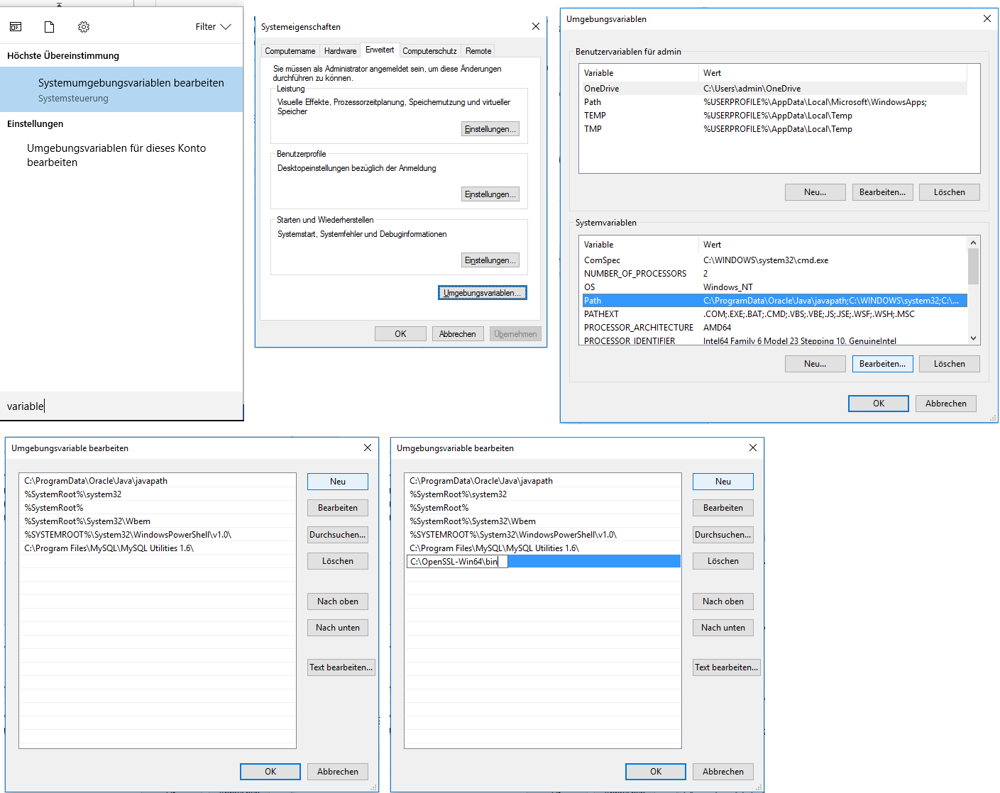 Filter
Höchste Übereinstimmung
Systemumgebungsvariablen bearbeiten
Systemsteuerung
Einstellungen
Umgebungsvariablen für dieses Konto
bearbeiten
variable
Systemeigenschaften
Computername Hardware Erweitert Computerschutz Remote
Sie müssen als Administrator angemeldet sein, um diese Änderungen
durchführen zu können.
Leistung
Visuelle Effekte, Prozessorzeitplanung, Speichernutzung und virtueller
Speicher
Einstellungen...
Benutzerprofile
Desktopeinstellungen bezüglich der Anmeldung
Einstellungen...
Starten und Wiederherstellen
Systemstart, Systemfehler und Debuginformationen
Einstellungen...
Umgebungsvariablen...
OK Abbrechen Übernehmen
Umgebungsvariablen
Benutzervariablen für admin
Variable Wert
OneDrive C:\Users\admin\OneDrive
Path %USERPROFILE%\AppData\Local\Microsoft\WindowsApps;
TEMP %USERPROFILE%\AppData\Local\Temp
TMP %USERPROFILE%\AppData\Local\Temp
Neu... Bearbeiten... Löschen
Systemvariablen
Variable Wert
ComSpec C:\WINDOWS\system32\cmd.exe
NUMBER_OF_PROCESSORS 2
OS Windows_NT
Path C:\ProgramData\Oracle\Java\javapath;C:\WINDOWS\system32;C:\...
PATHEXT .COM;.EXE;.BAT;.CMD;.VBS;.VBE;.JS;.JSE;.WSF;.WSH;.MSC
PROCESSOR_ARCHITECTURE AMD64
PROCESSOR_IDENTIFIER Intel64 Family 6 Model 23 Stepping 10, GenuineIntel
Neu... Bearbeiten... Löschen
OK Abbrechen
Umgebungsvariable bearbeiten
C:\ProgramData\Oracle\Java\javapath
%SystemRoot%\system32
%SystemRoot%
%SystemRoot%\System32\Wbem
%SYSTEMROOT%\System32\WindowsPowerShell\v1.0\
C:\Program Files\MySQL\MySQL Utilities 1.6\
Neu
Bearbeiten
Durchsuchen...
Löschen
Nach oben
Nach unten
Text bearbeiten...
OK Abbrechen
Umgebungsvariable bearbeiten
C:\ProgramData\Oracle\Java\javapath
%SystemRoot%\system32
%SystemRoot%
%SystemRoot%\System32\Wbem
%SYSTEMROOT%\System32\WindowsPowerShell\v1.0\
C:\Program Files\MySQL\MySQL Utilities 1.6\
C:\OpenSSL-Win64\bin
Neu
Bearbeiten
Durchsuchen...
Löschen
Nach oben
Nach unten
Text bearbeiten...
OK Abbrechen